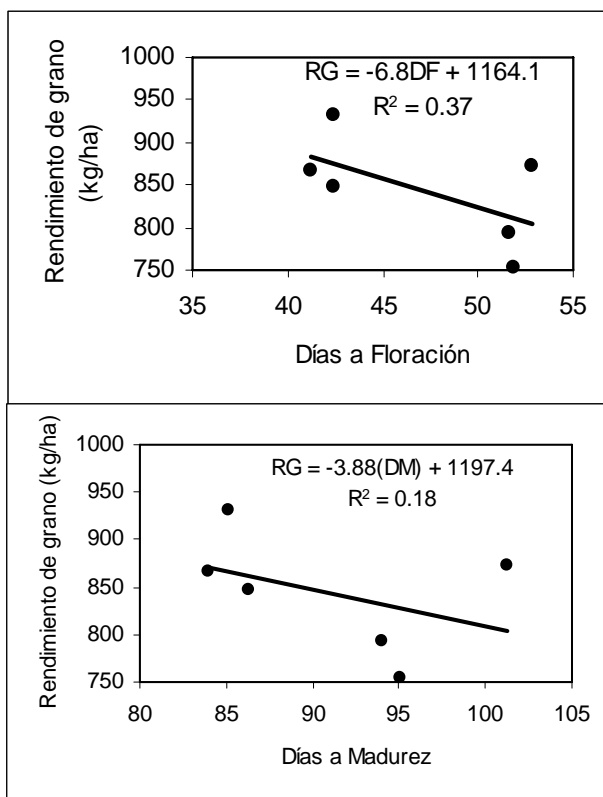 RG = -6.8DF + 1164.1
R² = 0.37
Rendimiento de grano
(kg/ha)
1000
950
900
850
800
750
35 40 45 50 55
Días a Floración
RG = -3.88(DM) + 1197.4
R² = 0.18
Rendimiento de grano (kg/ha)
1000
950
900
850
800
750
80 85 90 95 100 105
Días a Madurez